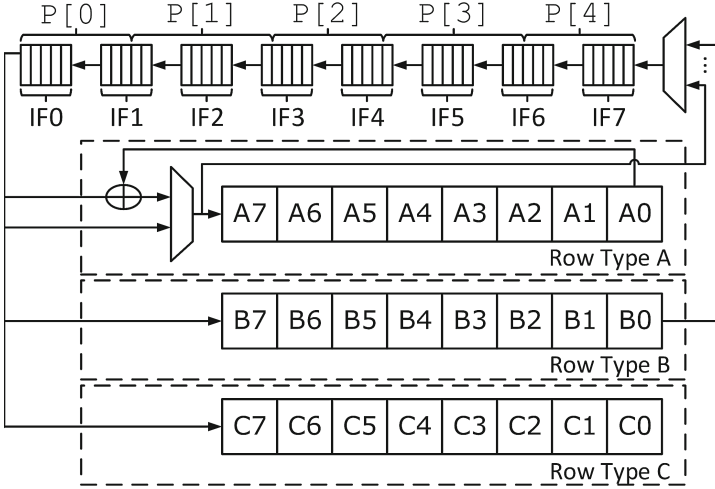 P[0] P[1] P[2] P[3] P[4]
IF0 IF1 IF2 IF3 IF4 IF5 IF6 IF7
A7 A6 A5 A4 A3 A2 A1 A0
Row Type A
B7 B6 B5 B4 B3 B2 B1 B0
Row Type B
C7 C6 C5 C4 C3 C2 C1 C0
Row Type C